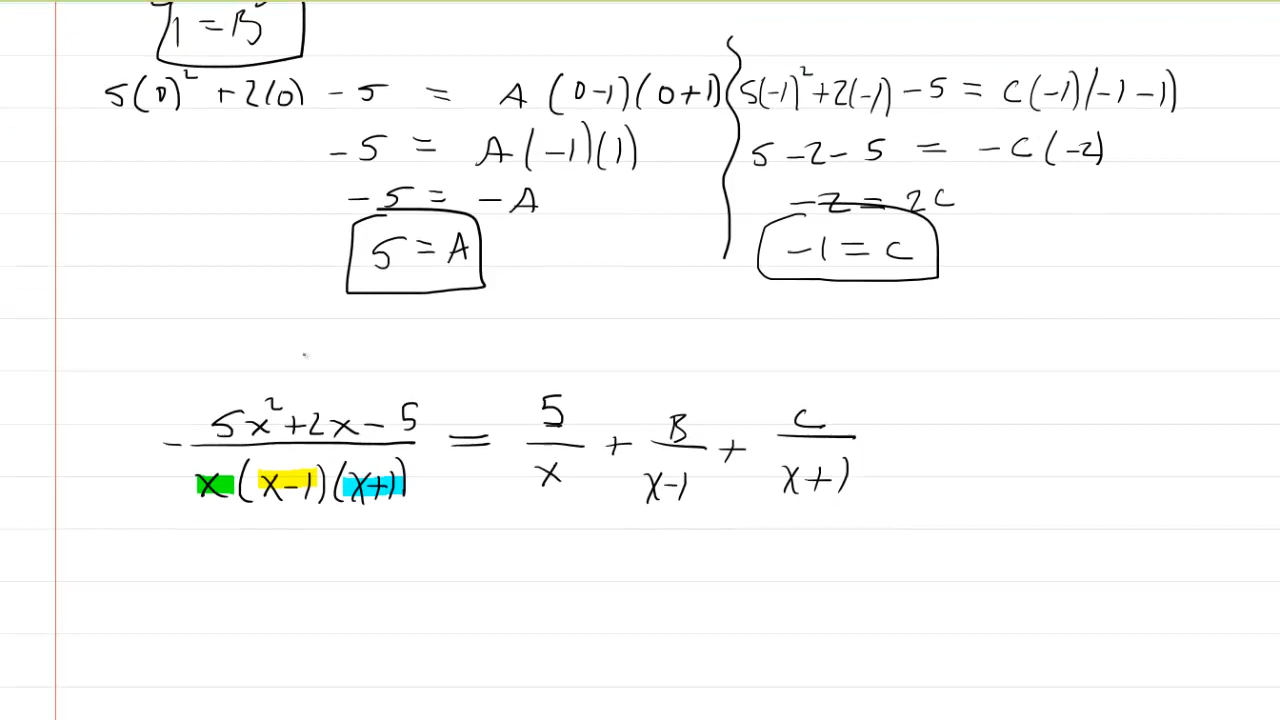 1 = B
5(0)² + 2(0) - 5 = A(0-1)(0+1)
-5 = A(-1)(1)
-5 = -A
5 = A
5(-1)² + 2(-1) - 5 = C(-1)(-1-1)
5 - 2 - 5 = -C(-2)
-2 = 2C
-1 = C
5x² + 2x - 5 / x(x-1)(x+1) = 5/x + B/x-1 + C/x+1